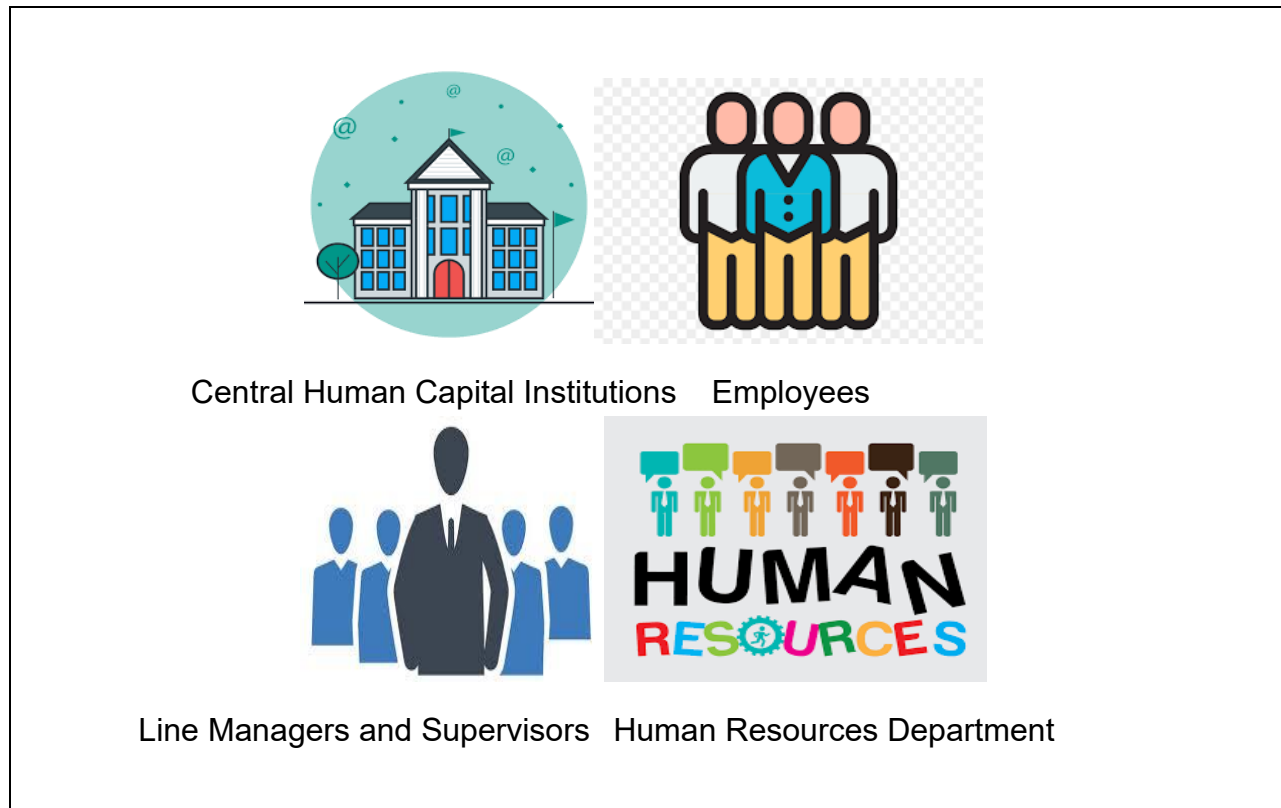 @
@
@
Central Human Capital Institutions Employees
HUMAN
RESOURCES
Line Managers and Supervisors Human Resources Department